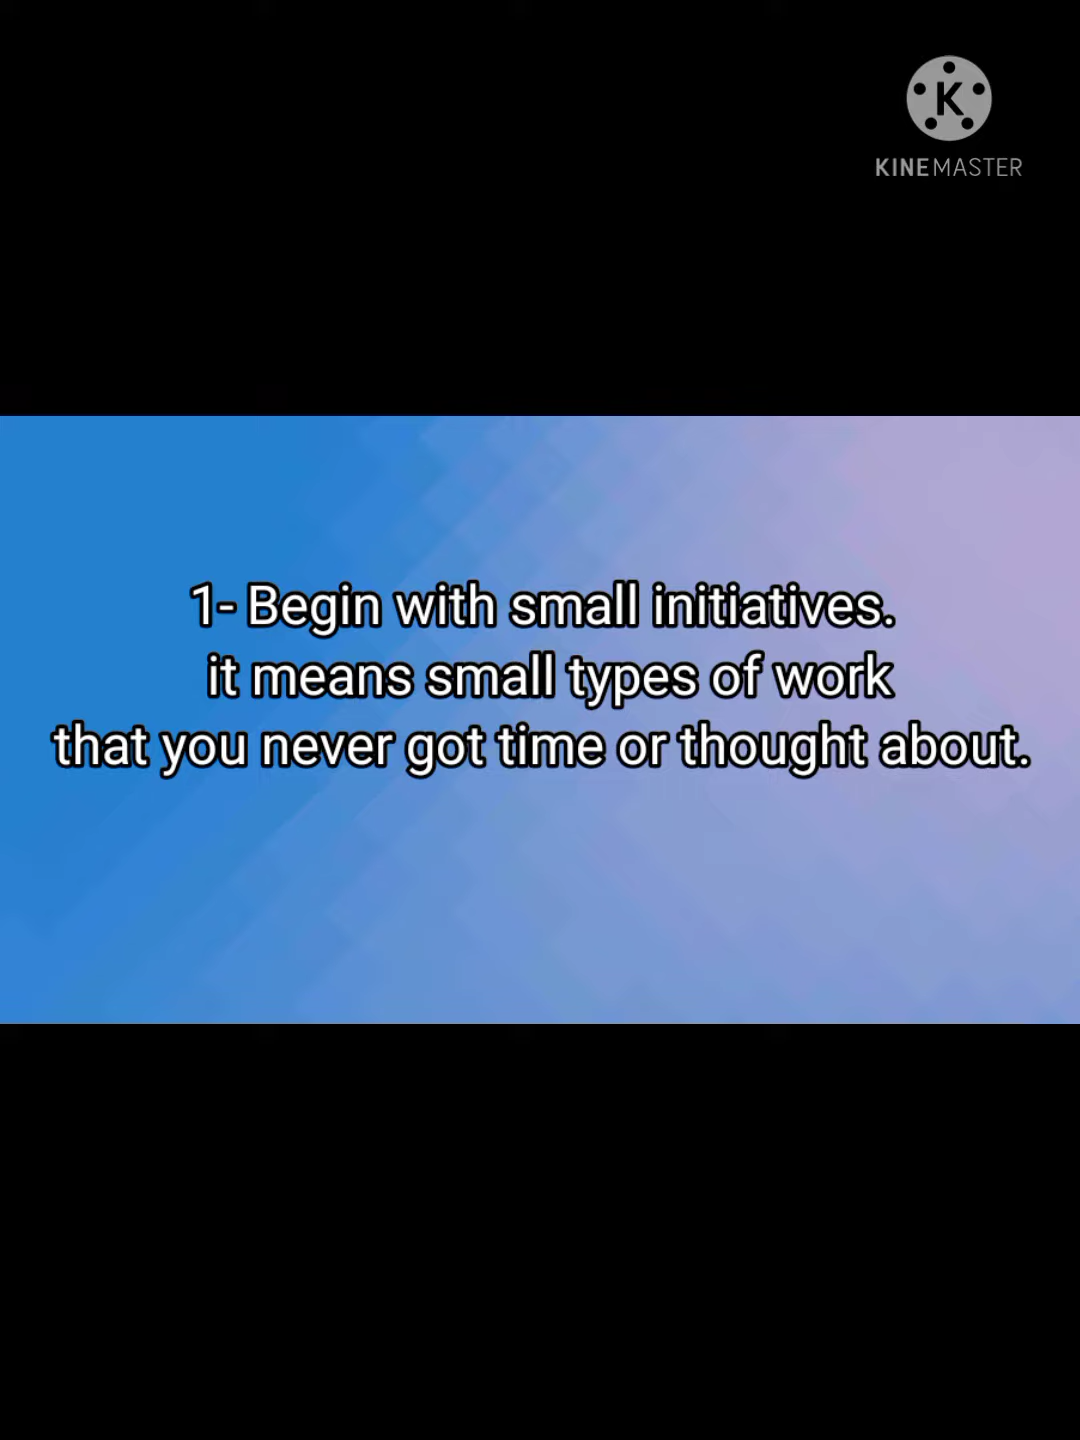 K
KINEMASTER
1- Begin with small initiatives.
it means small types of work
that you never got time or thought about.